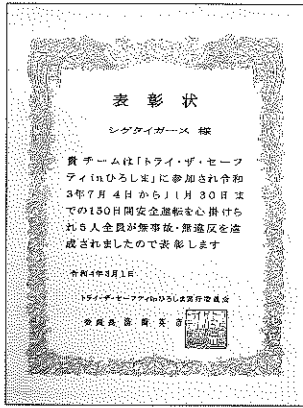 表彰状
シゲタイガース 様
貴チームは「トライ・ザ・セーフ
ティinひろしま」に参加され令和
3年7月4日から11月30日ま
での150日間安全運転を心掛けら
れ5人全員が無事故・無違反を達
成されましたので表彰します
令和4年3月1日
トライ・ザ・セーフティinひろしま実行委員会
委員長